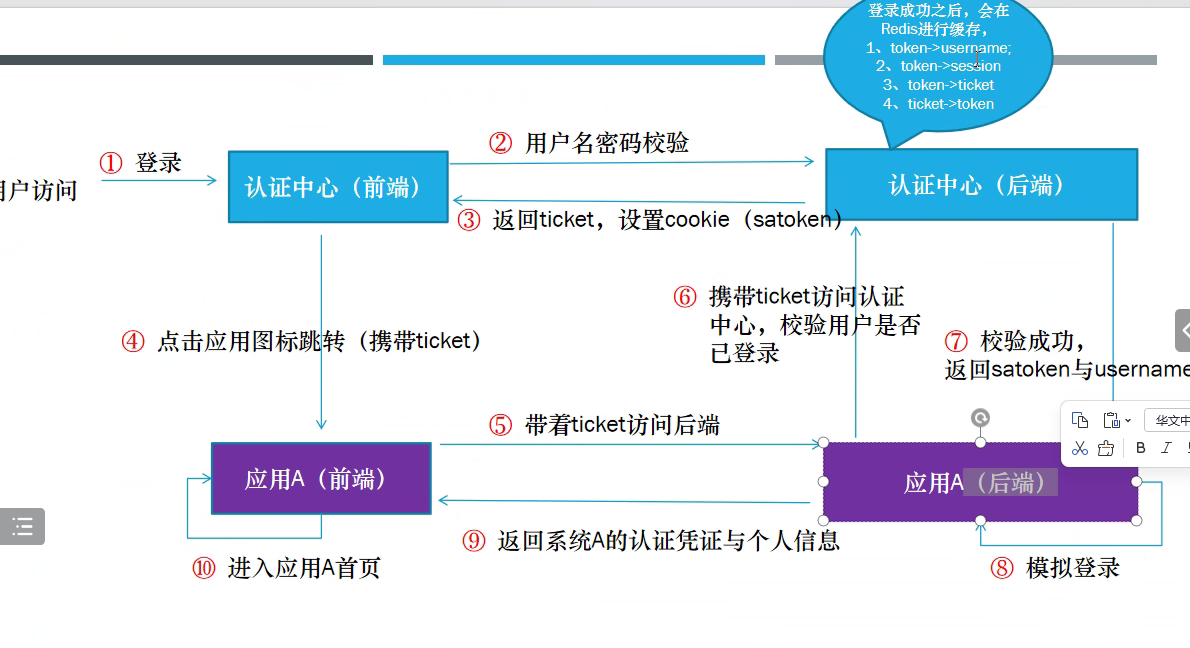 登录成功之后，会在
Redis进行缓存，
1、token->username;
2、token->session
3、token->ticket
4、ticket->token
① 登录
户访问
认证中心（前端）
② 用户名密码校验
认证中心（后端）
③ 返回ticket，设置cookie（satoken）
④ 点击应用图标跳转（携带ticket）
⑥ 携带ticket访问认证
中心，校验用户是否
已登录
⑦ 校验成功，
返回satoken与username
⑤ 带着ticket访问后端
华文中
B I U
应用A（前端）
应用A（后端）
⑨ 返回系统A的认证凭证与个人信息
⑩ 进入应用A首页
⑧ 模拟登录